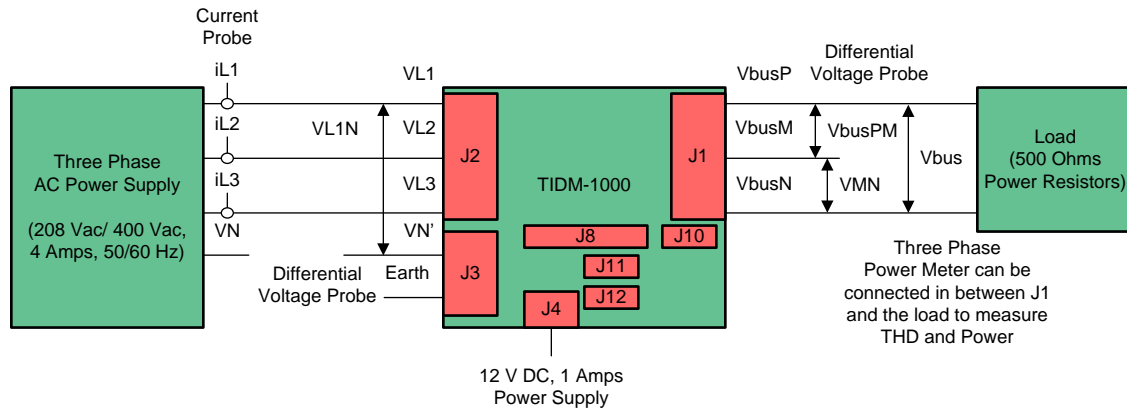 Current
Probe
iL1
iL2
iL3
VN
Three Phase
AC Power Supply
(208 Vac/ 400 Vac,
4 Amps, 50/60 Hz)
VL1N
Differential
Voltage Probe
VL1
VL2
VL3
VN'
Earth
J2
J3
J4
TIDM-1000
J8
J10
J11
J12
J1
12 V DC, 1 Amps
Power Supply
VbusP
VbusM
VbusN
Differential
Voltage Probe
VbusPM
VMN
Vbus
Load
(500 Ohms
Power Resistors)
Three Phase
Power Meter can be
connected in between J1
and the load to measure
THD and Power